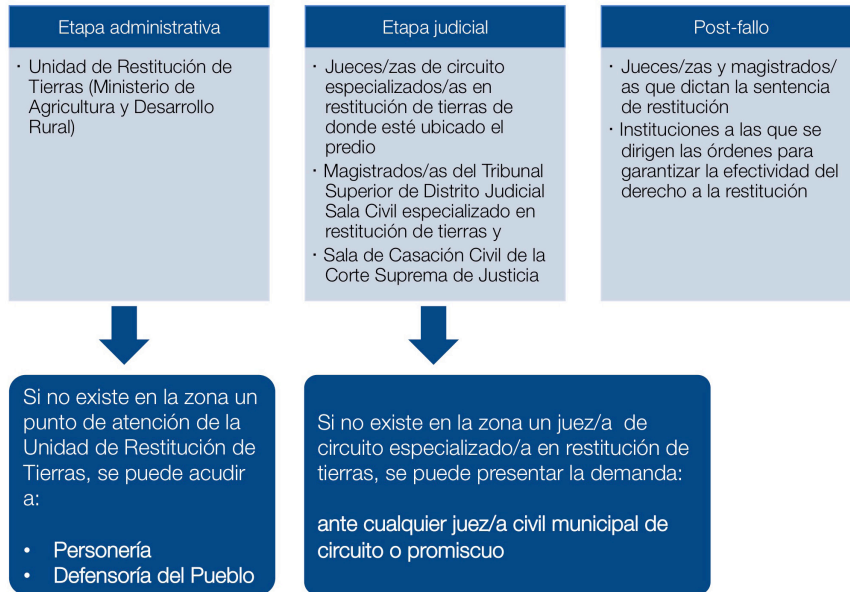 Etapa administrativa
· Unidad de Restitución de
Tierras (Ministerio de
Agricultura y Desarrollo
Rural)
Etapa judicial
· Jueces/zas de circuito
especializados/as en
restitución de tierras de
donde esté ubicado el
predio
· Magistrados/as del Tribunal
Superior de Distrito Judicial
Sala Civil especializado en
restitución de tierras y
· Sala de Casación Civil de la
Corte Suprema de Justicia
Post-fallo
· Jueces/zas y magistrados/
as que dictan la sentencia
de restitución
· Instituciones a las que se
dirigen las órdenes para
garantizar la efectividad del
derecho a la restitución
Si no existe en la zona un
punto de atención de la
Unidad de Restitución de
Tierras, se puede acudir
a:
• Personería
• Defensoría del Pueblo
Si no existe en la zona un juez/a de
circuito especializado/a en restitución de
tierras, se puede presentar la demanda:
ante cualquier juez/a civil municipal de
circuito o promiscuo